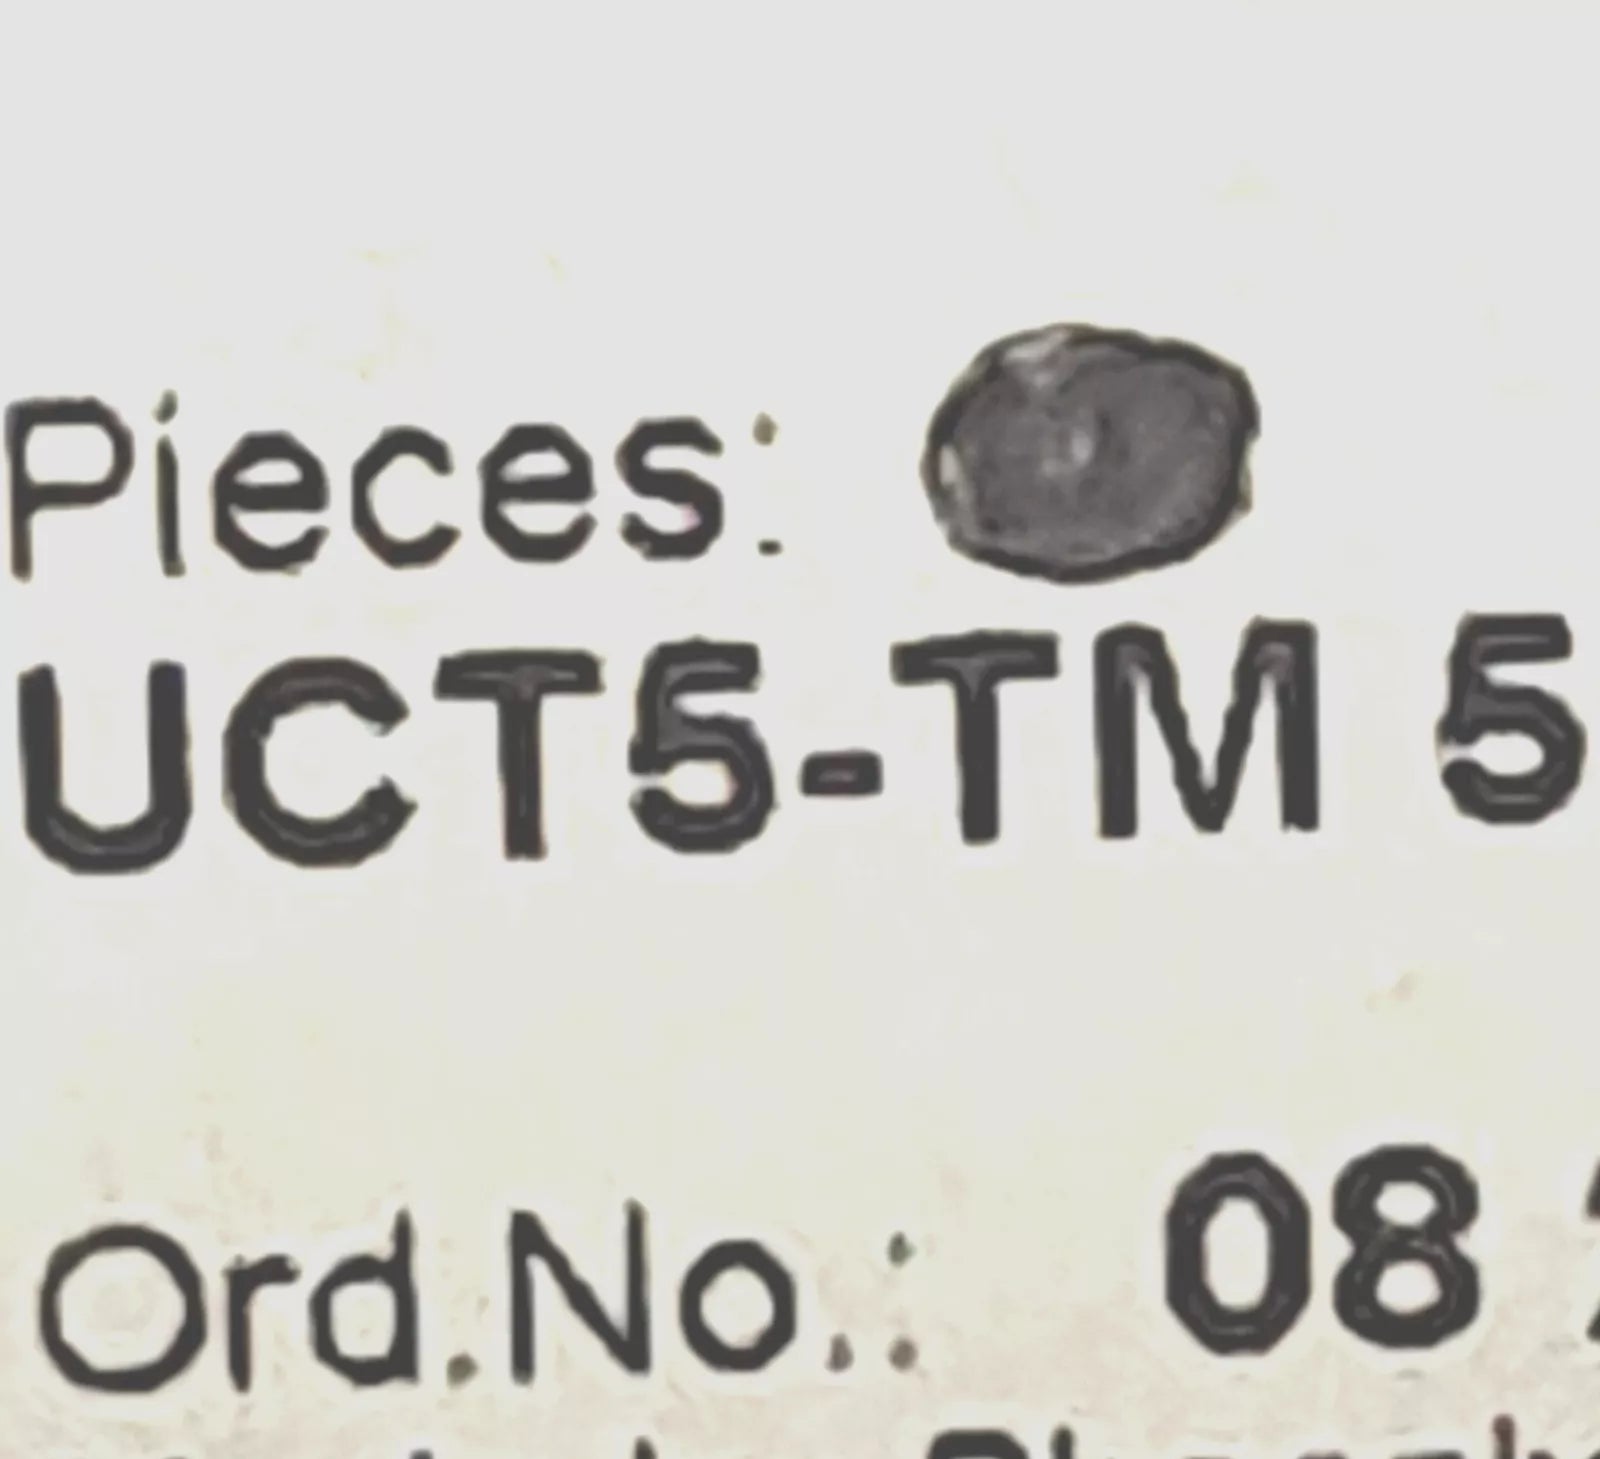 Pieces:
UCT5-TM 5
Ord.No.: 08